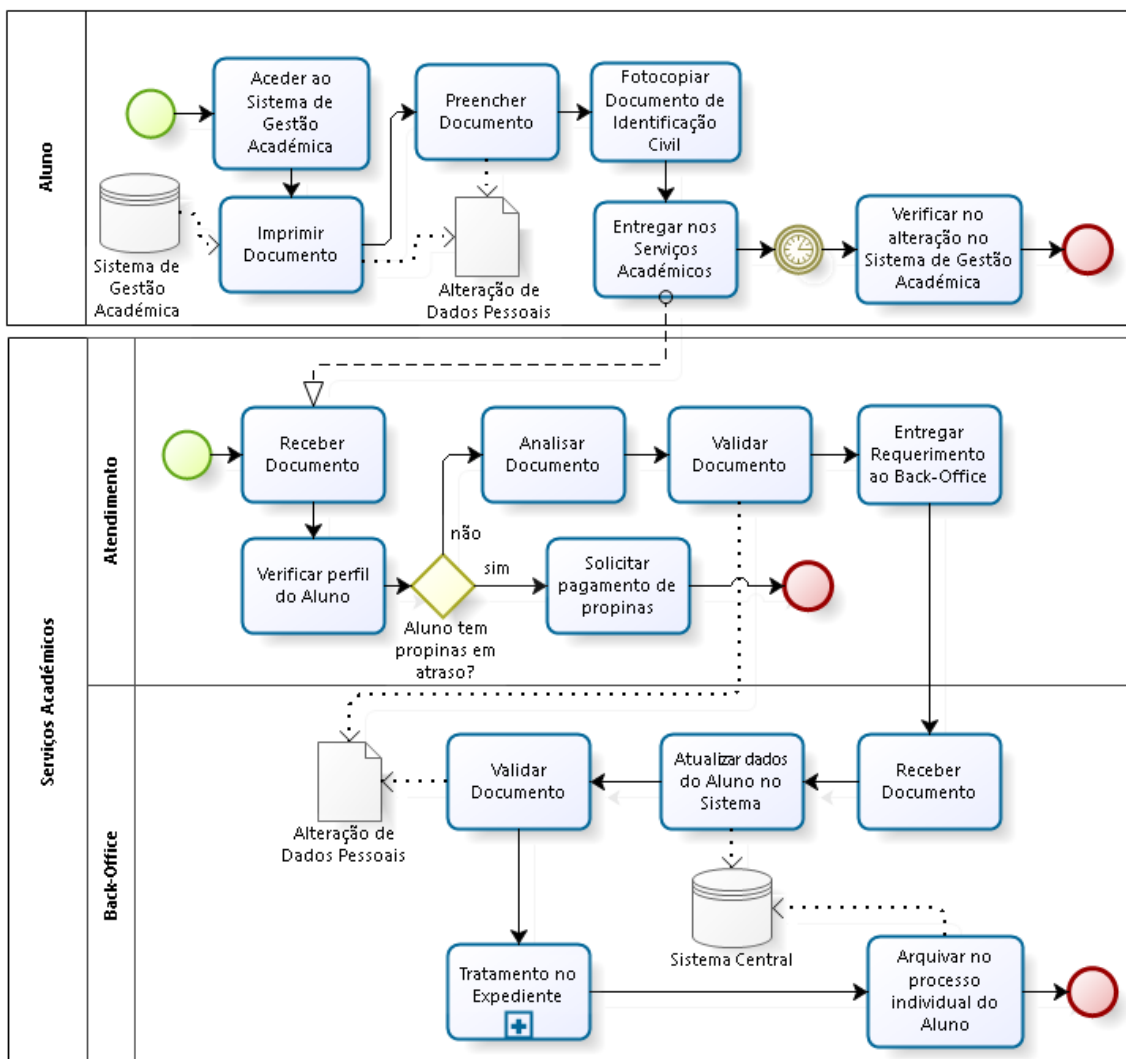 Aluno
Aceder ao
Sistema de
Gestão
Académica
Preencher
Documento
Fotocopiar
Documento de
Identificação
Civil
Sistema de
Gestão
Académica
Imprimir
Documento
Alteração de
Dados Pessoais
Entregar nos
Serviços
Académicos
Verificar no
alteração no
Sistema de Gestão
Académica
Serviços Académicos
Atendimento
Receber
Documento
Analisar
Documento
Validar
Documento
Entregar
Requerimento
ao Back-Office
Verificar perfil
do Aluno
não
sim
Aluno tem
propinas em
atraso?
Solicitar
pagamento de
propinas
Back-Office
Alteração de
Dados Pessoais
Validar
Documento
Atualizar dados
do Aluno no
Sistema
Receber
Documento
Sistema Central
Tratamento no
Expediente
Arquivar no
processo
individual do
Aluno